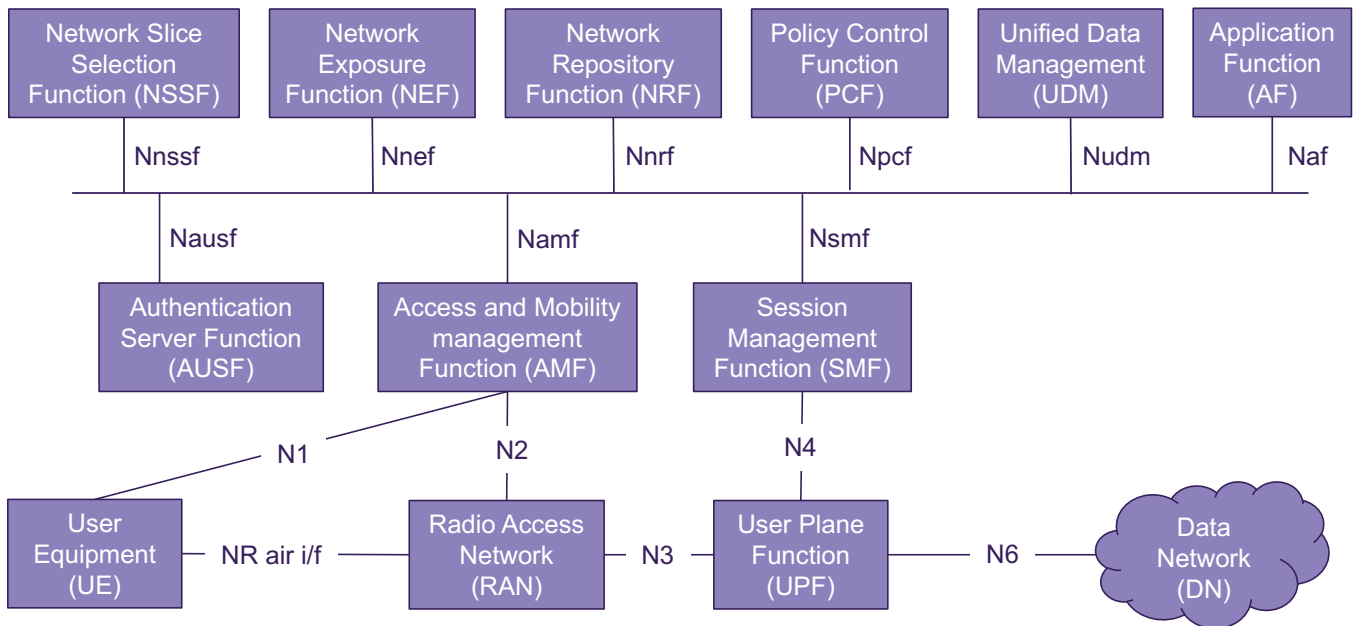 Network Slice
Selection
Function (NSSF)
Network
Exposure
Function (NEF)
Network
Repository
Function (NRF)
Policy Control
Function
(PCF)
Unified Data
Management
(UDM)
Application
Function
(AF)
Nnssf
Nnef
Nnrf
Npcf
Nudm
Naf
Nausf
Namf
Nsmf
Authentication
Server Function
(AUSF)
Access and Mobility
management
Function (AMF)
Session
Management
Function (SMF)
N1
N2
N4
User
Equipment
(UE)
NR air i/f
Radio Access
Network
(RAN)
N3
User Plane
Function
(UPF)
N6
Data
Network
(DN)